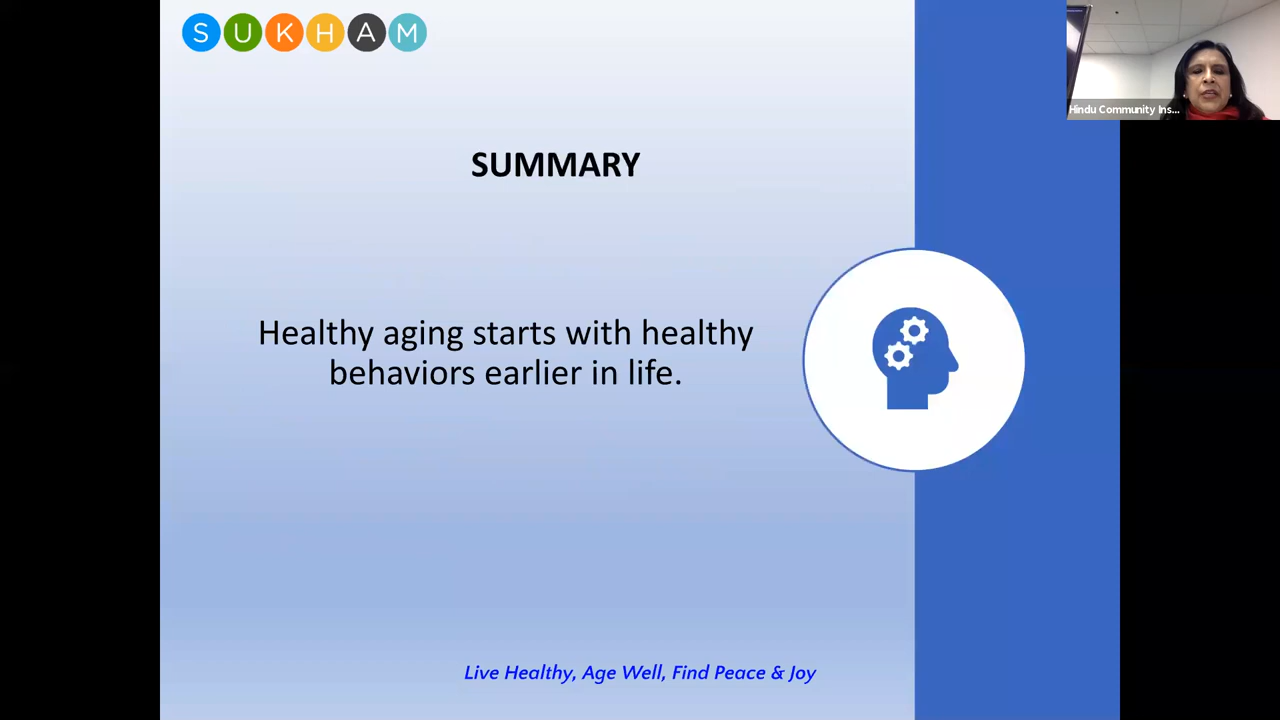 SUKHAM
Hindu Community Ins...
SUMMARY
Healthy aging starts with healthy
behaviors earlier in life.
Live Healthy, Age Well, Find Peace & Joy